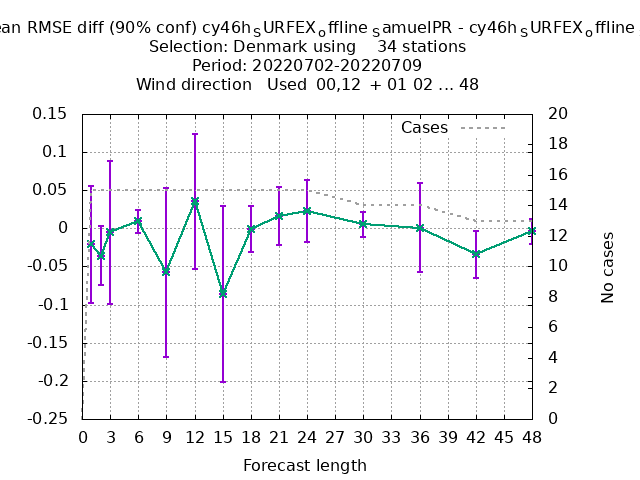 ean RMSE diff (90% conf) cy46h_SURFEX_offline_SamuelPR - cy46h_SURFEX_offline
Selection: Denmark using 34 stations
Period: 20220702-20220709
Wind direction Used 00,12 + 01 02 ... 48
Cases
0.15
0.1
0.05
0
-0.05
-0.1
-0.15
-0.2
-0.25
20
18
16
14
12
10
8
6
4
2
0
No cases
0 3 6 9 12 15 18 21 24 27 30 33 36 39 42 45 48
Forecast length